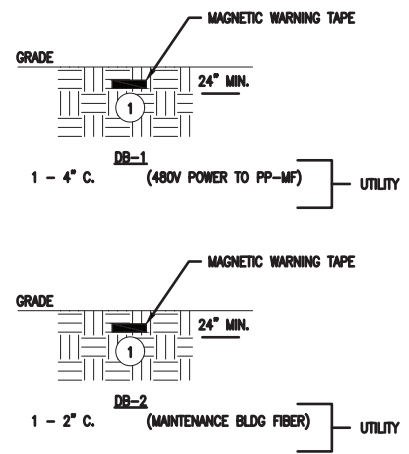 MAGNETIC WARNING TAPE
GRADE
24" MIN.
1
DB-1
1 - 4" C. (480V POWER TO PP-MF)
UTILITY
MAGNETIC WARNING TAPE
GRADE
24" MIN.
1
DB-2
1 - 2" C. (MAINTENANCE BLDG FIBER)
UTILITY